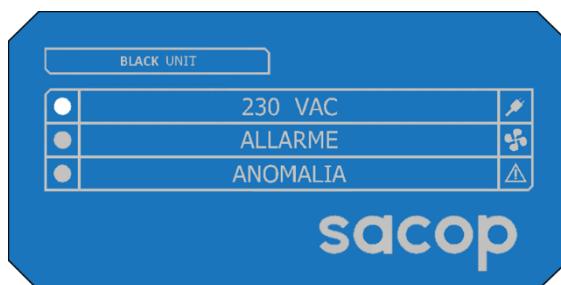 BLACK UNIT
230 VAC
ALLARME
ANOMALIA
sacop